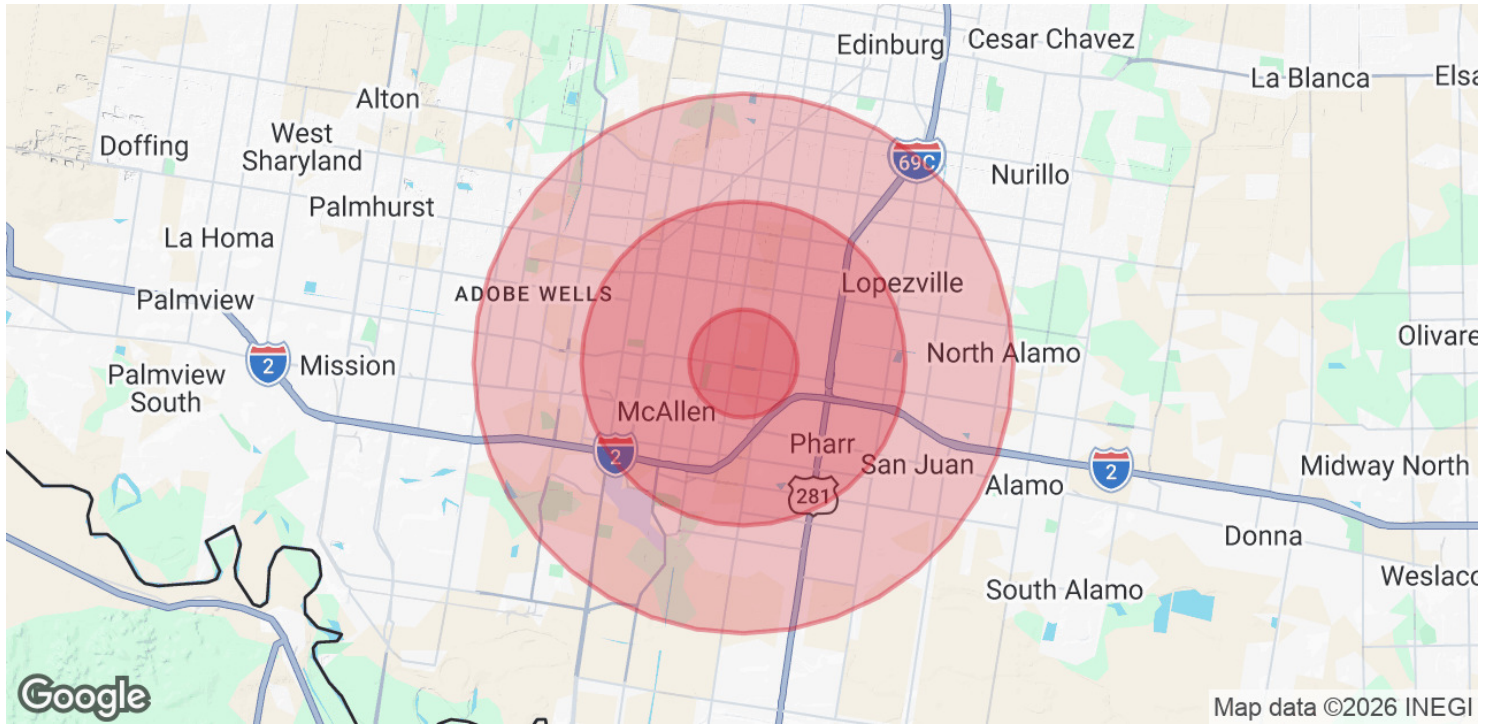 Edinburg
Cesar Chavez
La Blanca
Elsa
Alton
Doffing
West
Sharyland
69C
Nurillo
Palmhurst
La Homa
Lopezville
ADOBE WELLS
Palmview
Olivare
North Alamo
2
Mission
Palmview
South
McAllen
Pharr
2
San Juan
2
Midway North
Alamo
281
Donna
Weslaco
South Alamo
Google
Map data ©2026 INEGI